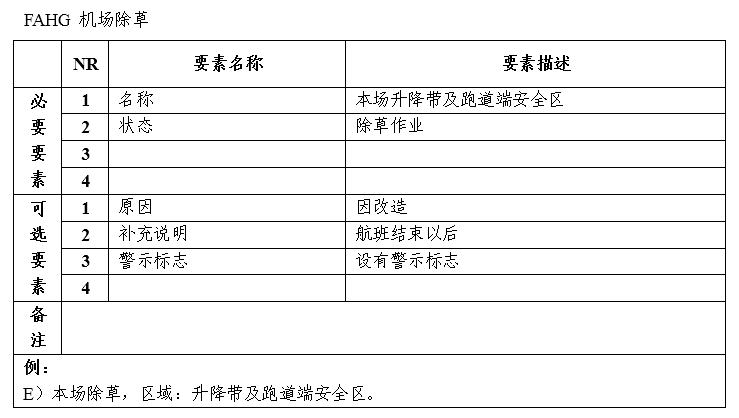 FAHG 机场除草
NR 要素名称 要素描述
必要要素
1 名称 本场升降带及跑道端安全区
2 状态 除草作业
3
4
可选要素
1 原因 因改造
2 补充说明 航班结束以后
3 警示标志 设有警示标志
4
备注
例：
E）本场除草，区域：升降带及跑道端安全区。